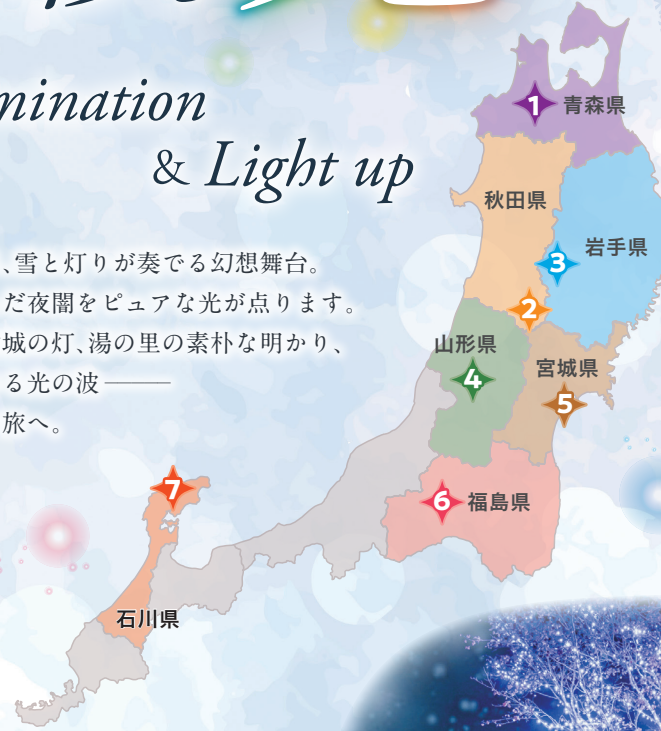 mination
& Light up
、雪と灯りが奏でる幻想舞台。
だ夜闇をピュアな光が点ります。
城の灯、湯の里の素朴な明かり、
る光の波———
旅へ。
1 青森県
秋田県
岩手県
3
2
山形県
宮城県
4
5
6 福島県
7
石川県